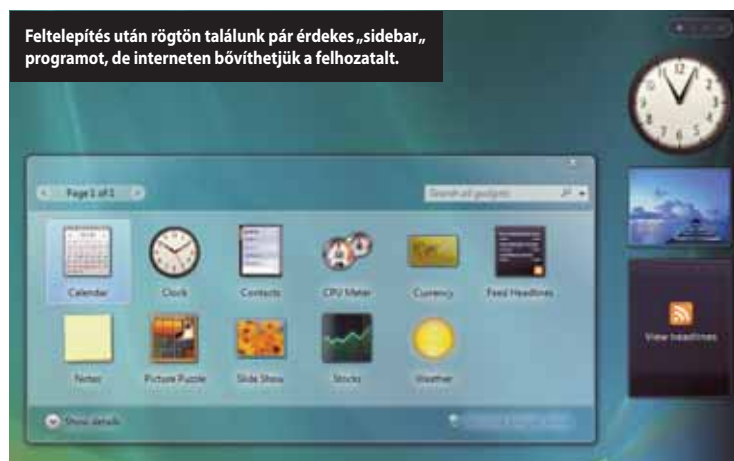 Feltelepítés után rögtön találunk pár érdekes „sidebar„
programot, de interneten bővíthetjük a felhozatalt.
Page 1 of 1
Search all gadgets
Calendar
Clock
Contacts
CPU Meter
Currency
Feed Headlines
Notes
Picture Puzzle
Slide Show
Stocks
Weather
Show details
View headlines